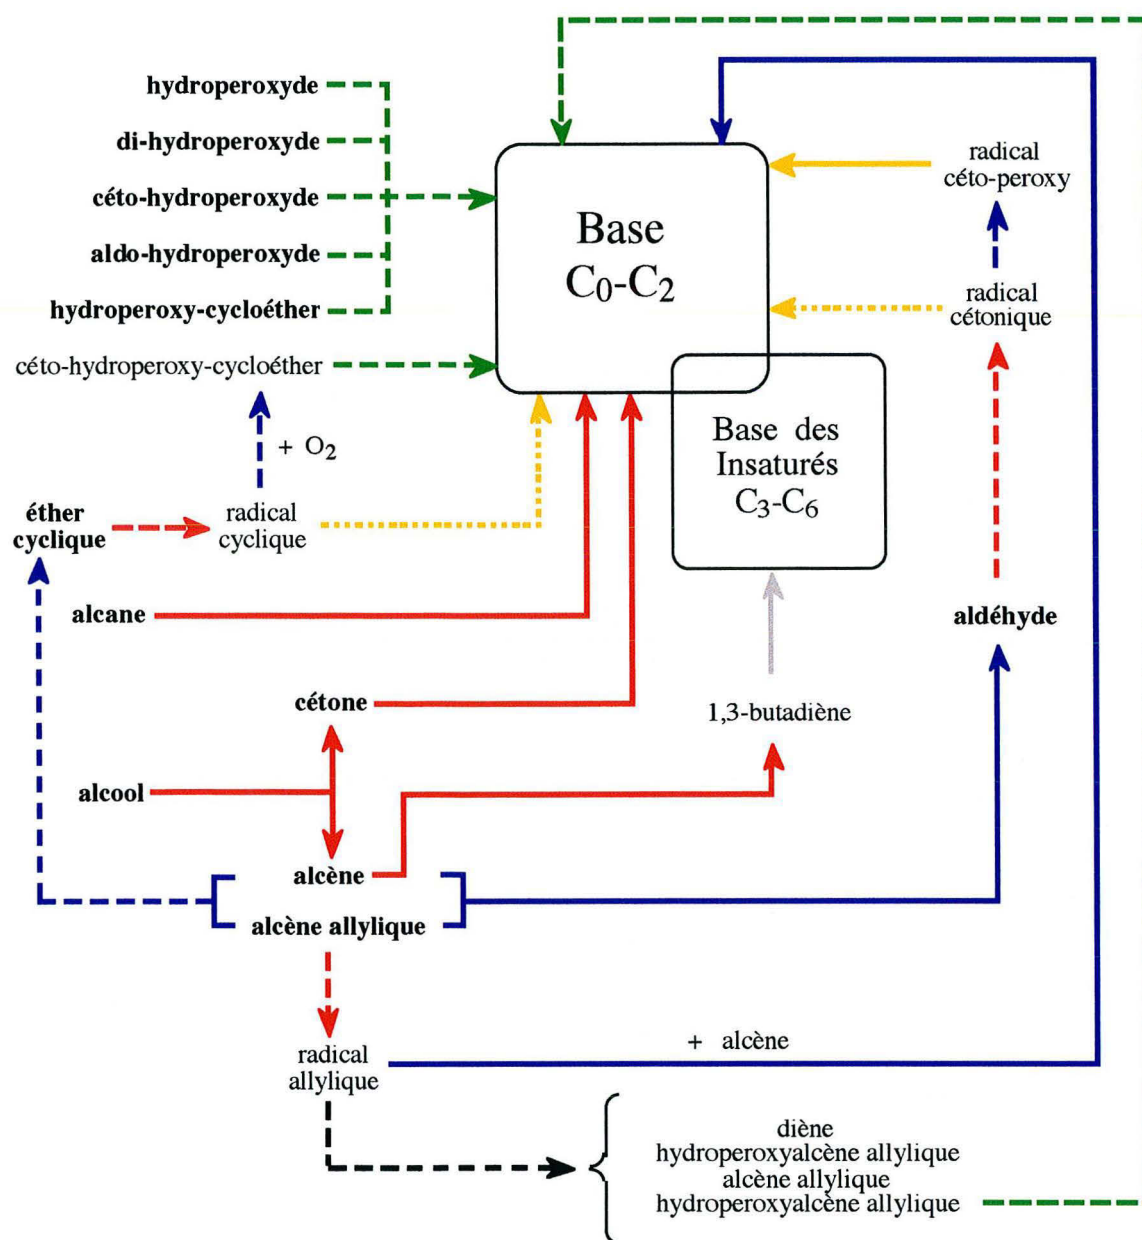 hydroperoxyde
di-hydroperoxyde
céto-hydroperoxyde
aldo-hydroperoxyde
hydroperoxy-cycloéther
céto-hydroperoxy-cycloéther
+ O2
éther
cyclique
radical
cyclique
alcane
cétone
alcool
alcène
alcène allylique
radical
allylique
Base
C0-C2
Base des
Insaturés
C3-C6
1,3-butadiène
radical
céto-peroxy
radical
cétonique
aldéhyde
+ alcène
diène
hydroperoxyalcène allylique
alcène allylique
hydroperoxyalcène allylique